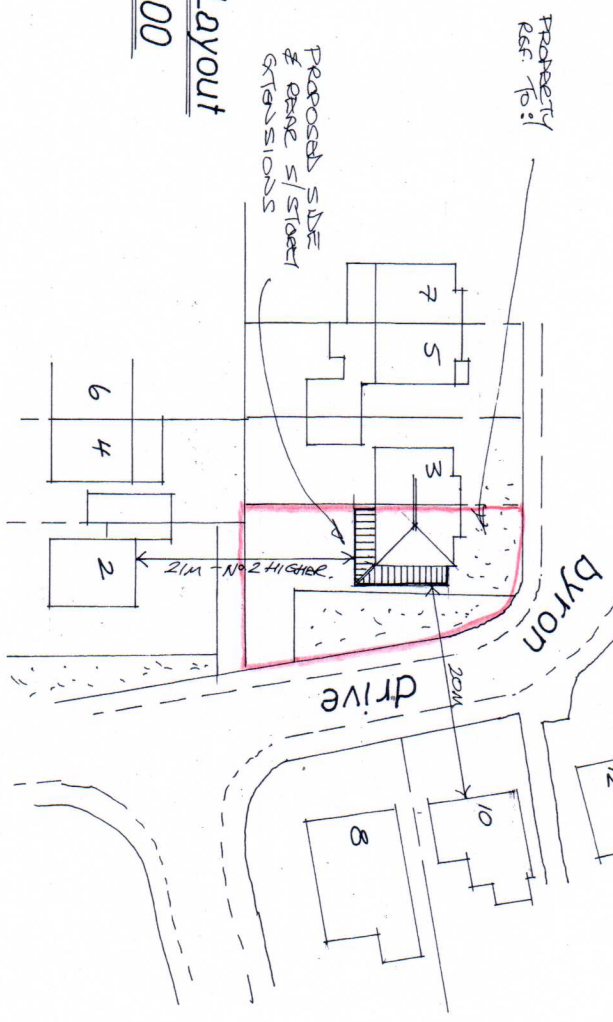 Layout
00
PROPERTY
REF. TO:/
PROPOSED SIDE
& REAR S/STOREY
EXTENSIONS
7
5
3
1
6
4
2
21M - No 2 HIGHER.
byron
drive
20M
10
8